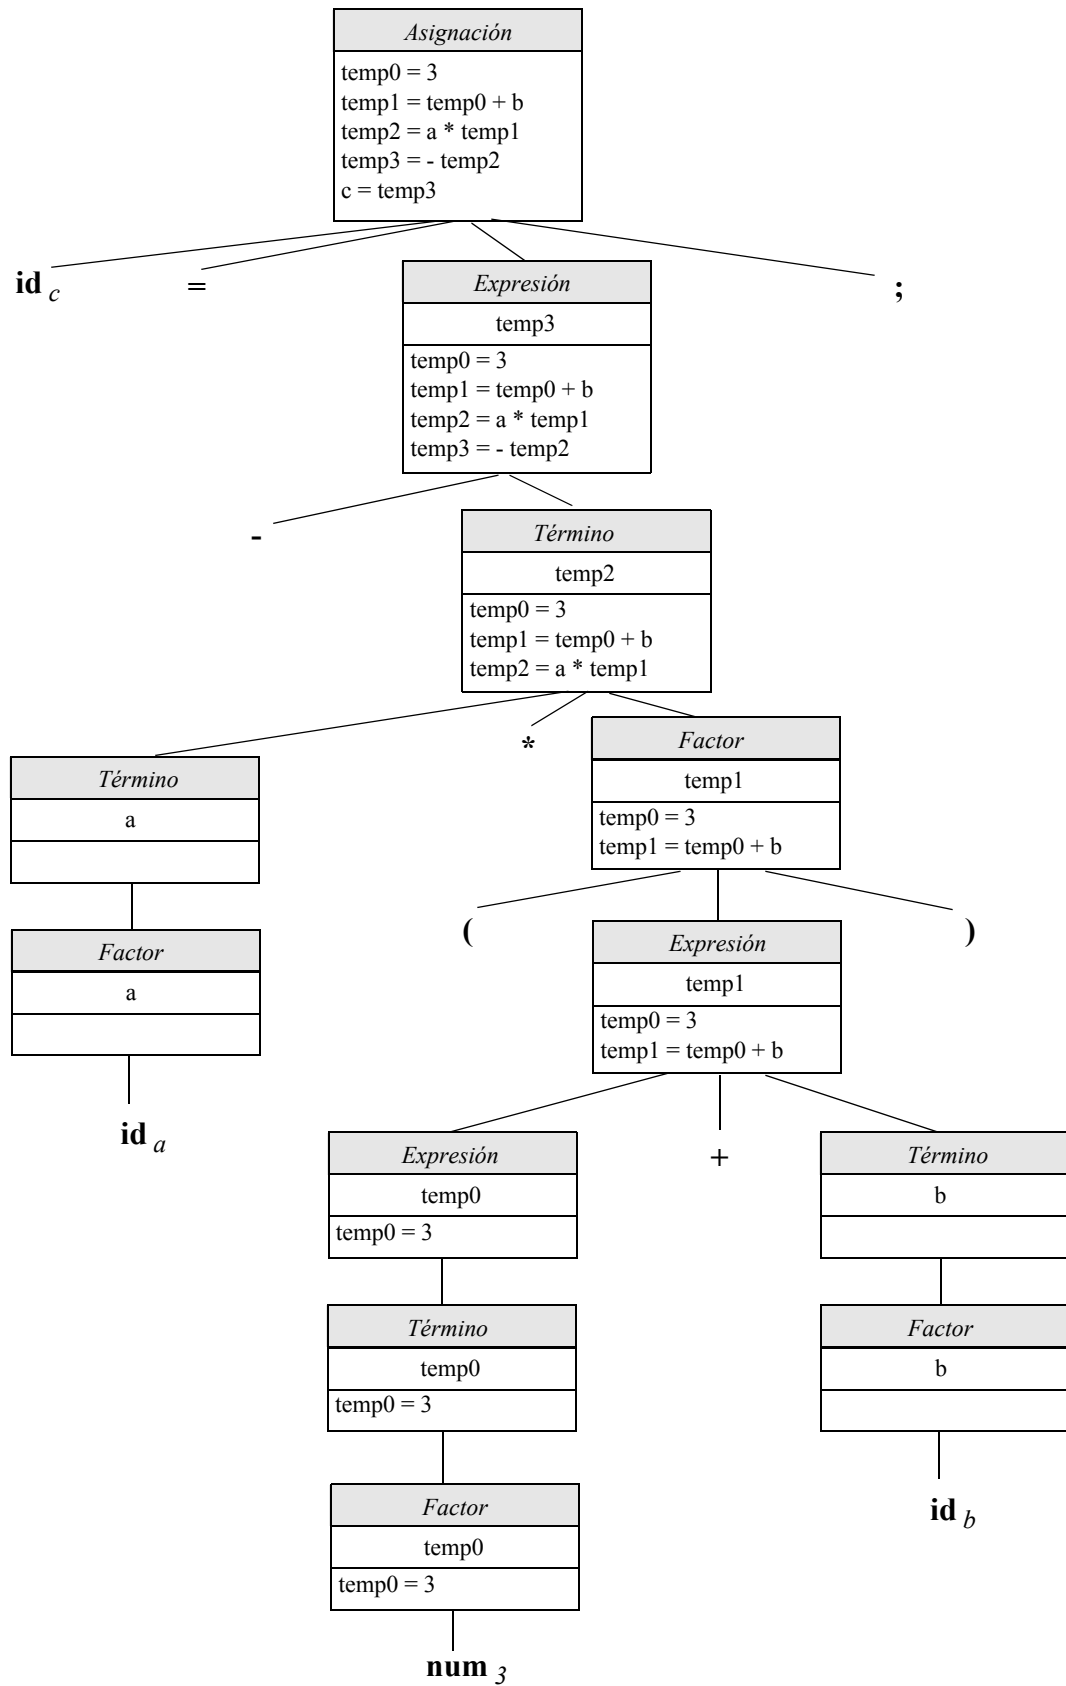 Asignación
temp0 = 3
temp1 = temp0 + b
temp2 = a * temp1
temp3 = - temp2
c = temp3
id c
=
;
Expresión
temp3
temp0 = 3
temp1 = temp0 + b
temp2 = a * temp1
temp3 = - temp2
-
Término
temp2
temp0 = 3
temp1 = temp0 + b
temp2 = a * temp1
*
Término
a
Factor
temp1
temp0 = 3
temp1 = temp0 + b
Factor
a
id a
(
)
Expresión
temp1
temp0 = 3
temp1 = temp0 + b
Expresión
temp0
temp0 = 3
+
Término
b
Término
temp0
temp0 = 3
Factor
b
Factor
temp0
temp0 = 3
id b
num 3